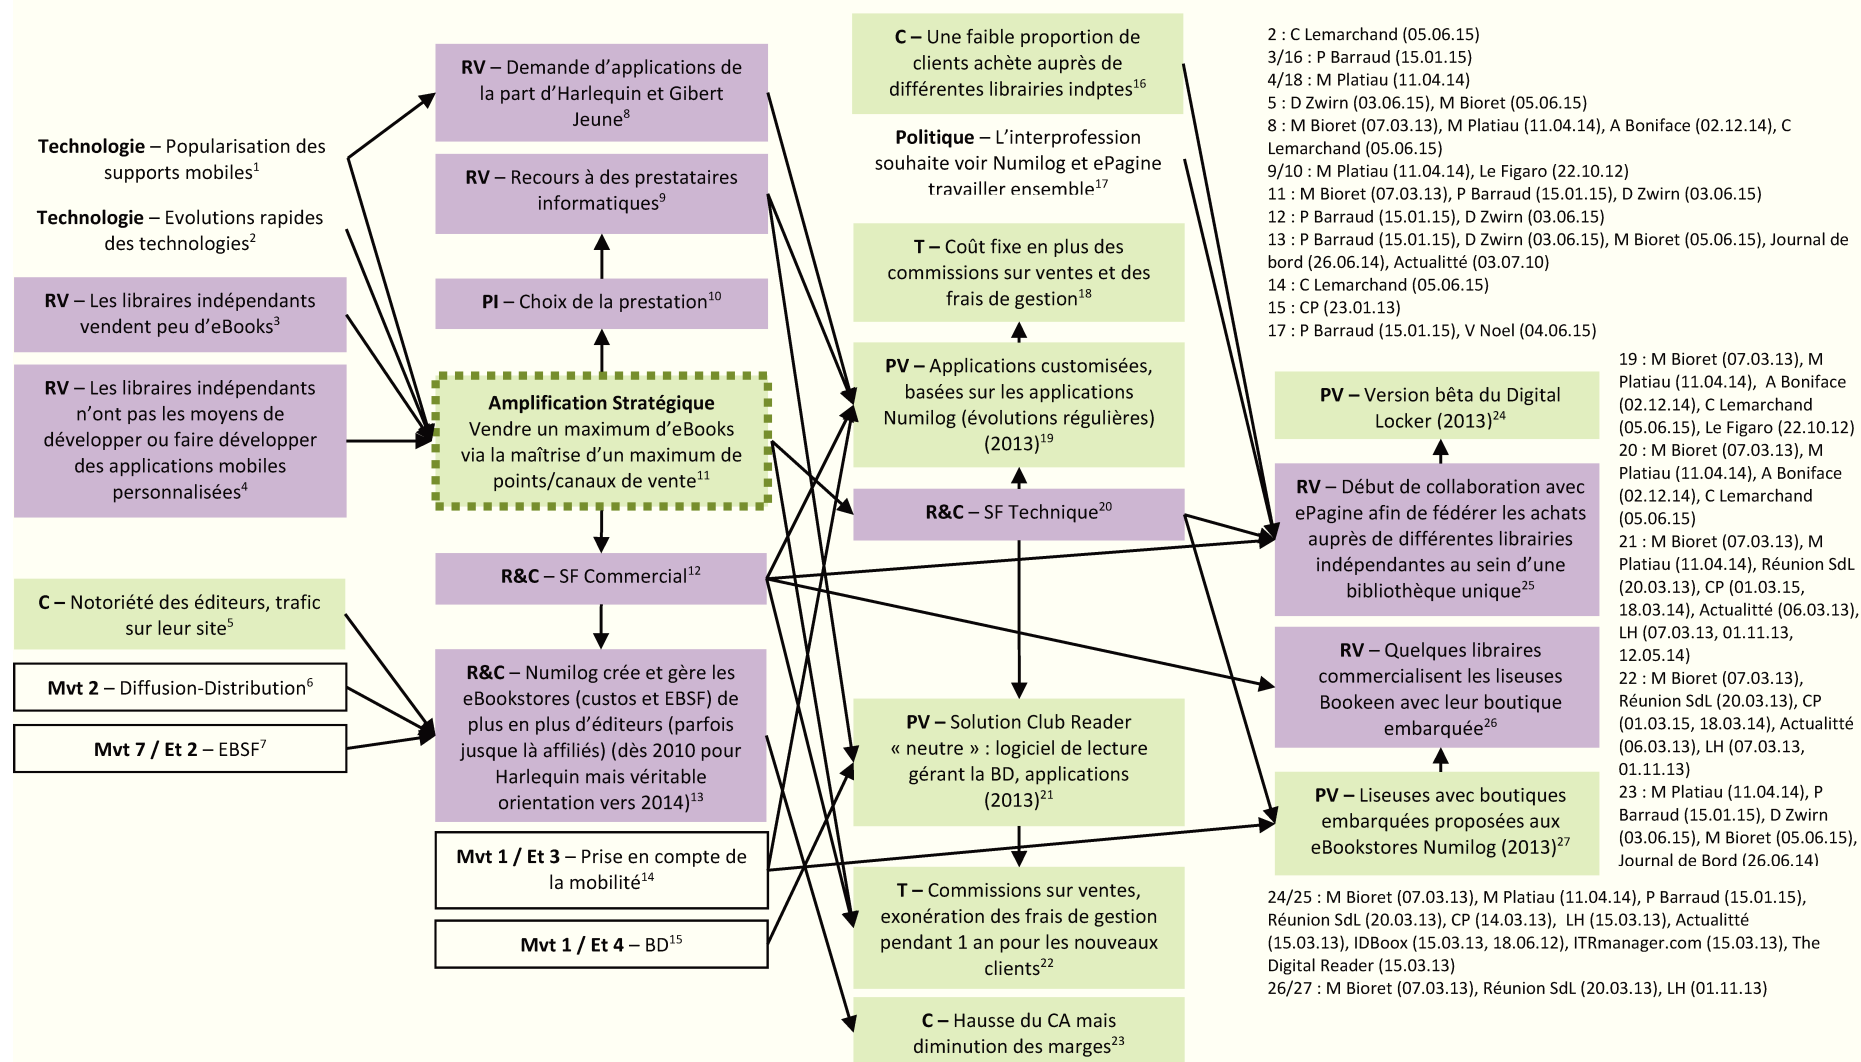 Technologie – Popularisation des
supports mobiles1
Technologie – Evolutions rapides
des technologies2
RV – Les libraires indépendants
vendent peu d’eBooks3
RV – Les libraires indépendants
n’ont pas les moyens de
développer ou faire développer
des applications mobiles
personnalisées4
C – Notoriété des éditeurs, trafic
sur leur site5
Mvt 2 – Diffusion-Distribution6
Mvt 7 / Et 2 – EBSF7
RV – Demande d’applications de
la part d’Harlequin et Gibert
Jeune8
RV – Recours à des prestataires
informatiques9
PI – Choix de la prestation10
Amplification Stratégique
Vendre un maximum d’eBooks
via la maîtrise d’un maximum de
points/canaux de vente11
R&C – SF Commercial12
R&C – Numilog crée et gère les
eBookstores (custos et EBSF) de
plus en plus d’éditeurs (parfois
jusque là affiliés) (dès 2010 pour
Harlequin mais véritable
orientation vers 2014)13
Mvt 1 / Et 3 – Prise en compte de
la mobilité14
Mvt 1 / Et 4 – BD15
C – Une faible proportion de
clients achète auprès de
différentes librairies indptes16
Politique – L’interprofession
souhaite voir Numilog et ePagine
travailler ensemble17
T – Coût fixe en plus des
commissions sur ventes et des
frais de gestion18
PV – Applications customisées,
basées sur les applications
Numilog (évolutions régulières)
(2013)19
R&C – SF Technique20
PV – Solution Club Reader
« neutre » : logiciel de lecture
gérant la BD, applications
(2013)21
T – Commissions sur ventes,
exonération des frais de gestion
pendant 1 an pour les nouveaux
clients22
C – Hausse du CA mais
diminution des marges23
PV – Version bêta du Digital
Locker (2013)24
RV – Début de collaboration avec
ePagine afin de fédérer les achats
auprès de différentes librairies
indépendantes au sein d’une
bibliothèque unique25
RV – Quelques libraires
commercialisent les liseuses
Bookeen avec leur boutique
embarquée26
PV – Liseuses avec boutiques
embarquées proposées aux
eBookstores Numilog (2013)27
2 : C Lemarchand (05.06.15)
3/16 : P Barraud (15.01.15)
4/18 : M Platiau (11.04.14)
5 : D Zwirn (03.06.15), M Bioret (05.06.15)
8 : M Bioret (07.03.13), M Platiau (11.04.14), A Boniface (02.12.14), C
Lemarchand (05.06.15)
9/10 : M Platiau (11.04.14), Le Figaro (22.10.12)
11 : M Bioret (07.03.13), P Barraud (15.01.15), D Zwirn (03.06.15)
12 : P Barraud (15.01.15), D Zwirn (03.06.15)
13 : P Barraud (15.01.15), D Zwirn (03.06.15), M Bioret (05.06.15), Journal de
bord (26.06.14), Actualitté (03.07.10)
14 : C Lemarchand (05.06.15)
15 : CP (23.01.13)
17 : P Barraud (15.01.15), V Noel (04.06.15)
19 : M Bioret (07.03.13), M
Platiau (11.04.14), A Boniface
(02.12.14), C Lemarchand
(05.06.15), Le Figaro (22.10.12)
20 : M Bioret (07.03.13), M
Platiau (11.04.14), A Boniface
(02.12.14), C Lemarchand
(05.06.15)
21 : M Bioret (07.03.13), M
Platiau (11.04.14), Réunion SdL
(20.03.13), CP (01.03.15,
18.03.14), Actualitté (06.03.13),
LH (07.03.13, 01.11.13,
12.05.14)
22 : M Bioret (07.03.13),
Réunion SdL (20.03.13), CP
(01.03.15, 18.03.14), Actualitté
(06.03.13), LH (07.03.13,
01.11.13)
23 : M Platiau (11.04.14), P
Barraud (15.01.15), D Zwirn
(03.06.15), M Bioret (05.06.15),
Journal de Bord (26.06.14)
24/25 : M Bioret (07.03.13), M Platiau (11.04.14), P Barraud (15.01.15),
Réunion SdL (20.03.13), CP (14.03.13), LH (15.03.13), Actualitté
(15.03.13), IDBoox (15.03.13, 18.06.12), ITRmanager.com (15.03.13), The
Digital Reader (15.03.13)
26/27 : M Bioret (07.03.13), Réunion SdL (20.03.13), LH (01.11.13)